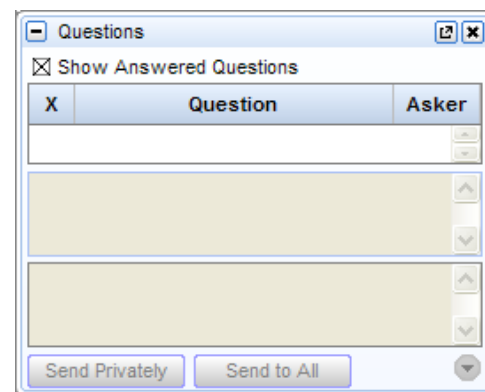 Questions
Show Answered Questions
X Question Asker
Send Privately Send to All